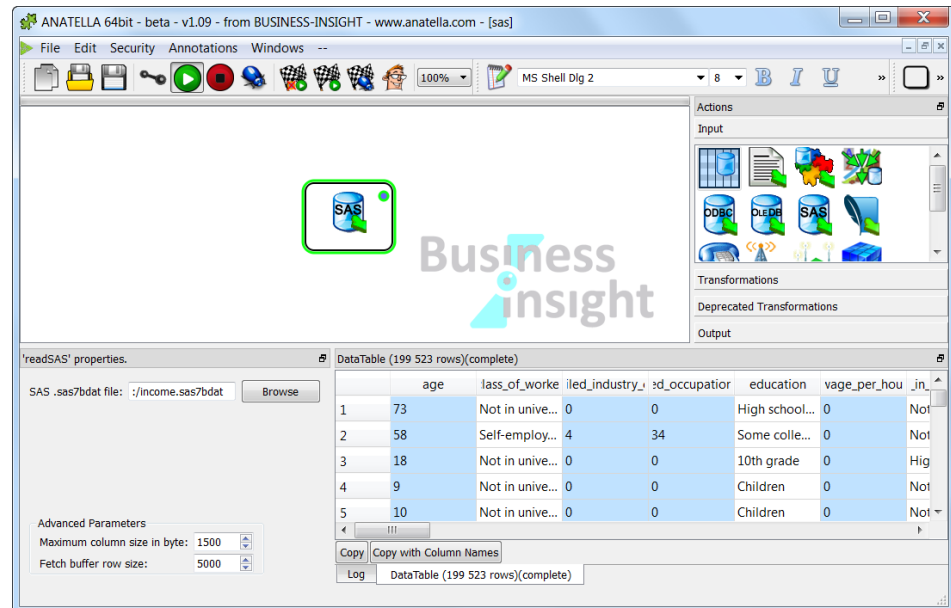 ANATELLA 64bit - beta - v1.09 - from BUSINESS-INSIGHT - www.anatella.com - [sas]
File Edit Security Annotations Windows --
100% MS Shell Dlg 2 8 B I U » »
Actions
Input
SAS
ODBC OLEDB SAS
Business
insight
Transformations
Deprecated Transformations
Output
'readSAS' properties.
SAS .sas7bdat file: :/income.sas7bdat Browse
Advanced Parameters
Maximum column size in byte: 1500
Fetch buffer row size: 5000
DataTable (199 523 rows)(complete)
age :lass_of_worke iled_industry_ ed_occupatior education vage_per_hou _in_
1 73 Not in unive... 0 0 High school... 0 Not
2 58 Self-employ... 4 34 Some colle... 0 Not
3 18 Not in unive... 0 0 10th grade 0 Hig
4 9 Not in unive... 0 0 Children 0 Not
5 10 Not in unive... 0 0 Children 0 Not
Copy Copy with Column Names
Log DataTable (199 523 rows)(complete)